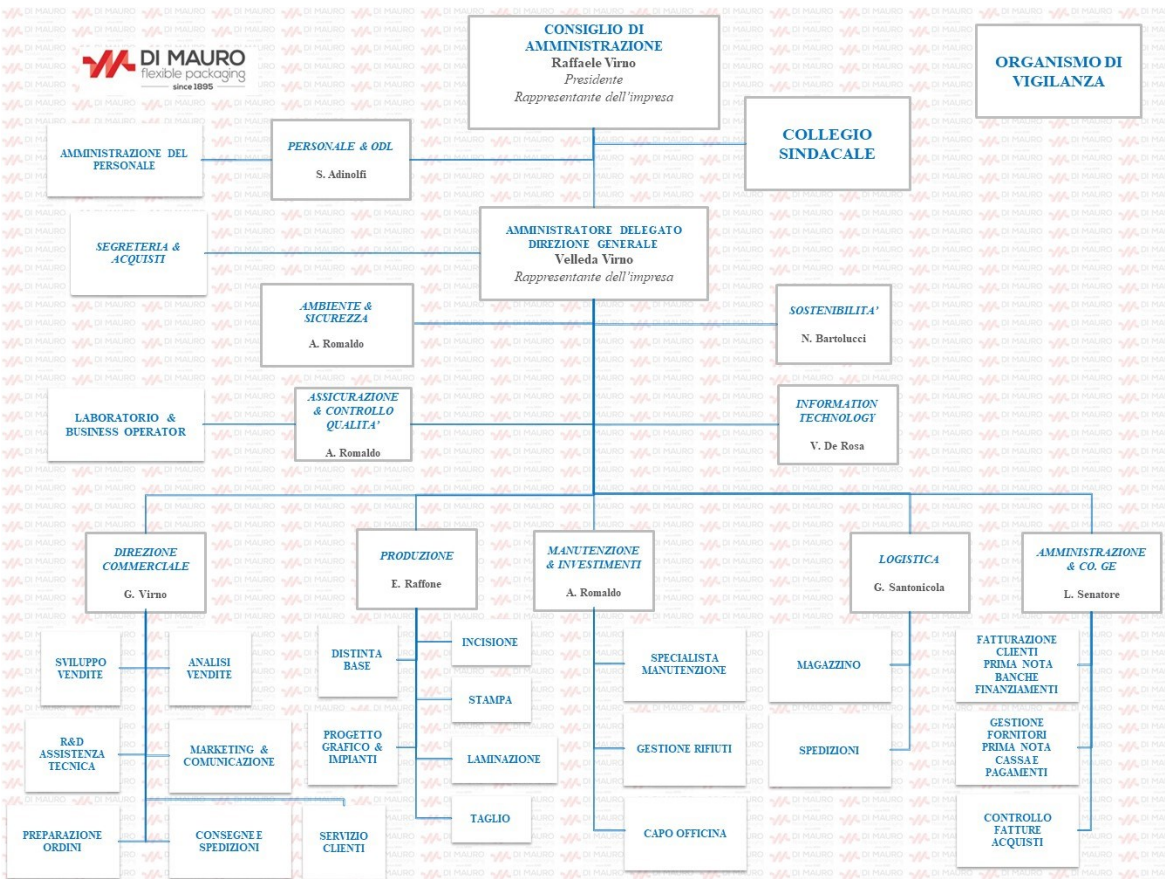 DI MAURO
flexible packaging
since 1895
CONSIGLIO DI
AMMINISTRAZIONE
Raffaele Virno
Presidente
Rappresentante dell'impresa
ORGANISMO DI
VIGILANZA
COLLEGIO
SINDACALE
AMMINISTRAZIONE DEL
PERSONALE
PERSONALE & ODL
S. Adinolfi
SEGRETERIA &
ACQUISTI
AMMINISTRATORE DELEGATO
DIREZIONE GENERALE
Velleda Virno
Rappresentante dell'impresa
AMBIENTE &
SICUREZZA
A. Romaldo
SOSTENIBILITA'
N. Bartolucci
LABORATORIO &
BUSINESS OPERATOR
ASSICURAZIONE
& CONTROLLO
QUALITA'
A. Romaldo
INFORMATION
TECHNOLOGY
V. De Rosa
DIREZIONE
COMMERCIALE
G. Virno
PRODUZIONE
E. Raffone
MANUTENZIONE
& INVESTIMENTI
A. Romaldo
LOGISTICA
G. Santonicola
AMMINISTRAZIONE
& CO. GE
L. Senatore
SVILUPPO
VENDITE
ANALISI
VENDITE
R&D
ASSISTENZA
TECNICA
MARKETING &
COMUNICAZIONE
PREPARAZIONE
ORDINI
CONSEGNE E
SPEDIZIONI
SERVIZIO
CLIENTI
DISTINTA
BASE
INCISIONE
STAMPA
PROGETTO
GRAFICO &
IMPIANTI
LAMINAZIONE
TAGLIO
SPECIALISTA
MANUTENZIONE
GESTIONE RIFIUTI
CAPO OFFICINA
MAGAZZINO
SPEDIZIONI
FATTURAZIONE
CLIENTI
PRIMA NOTA
BANCHE
FINANZIAMENTI
GESTIONE
FORNITORI
PRIMA NOTA
CASSA E
PAGAMENTI
CONTROLLO
FATTURE
ACQUISTI